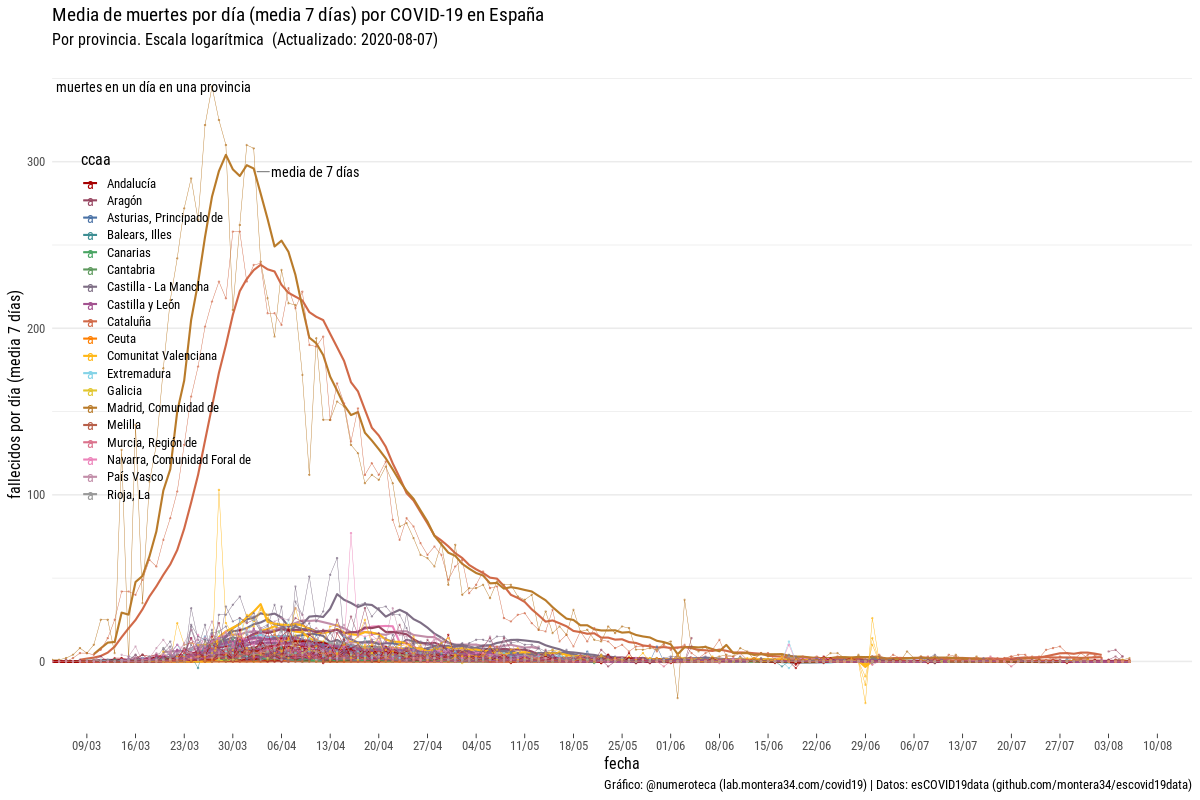 Media de muertes por día (media 7 días) por COVID-19 en España
Por provincia. Escala logarítmica (Actualizado: 2020-08-07)
muertes en un día en una provincia
media de 7 días
ccaa
Andalucía
Aragón
Asturias, Principado de
Balears, Illes
Canarias
Cantabria
Castilla - La Mancha
Castilla y León
Cataluña
Ceuta
Comunitat Valenciana
Extremadura
Galicia
Madrid, Comunidad de
Melilla
Murcia, Región de
Navarra, Comunidad Foral de
País Vasco
Rioja, La
fallecidos por día (media 7 días)
300
200
100
0
09/03 16/03 23/03 30/03 06/04 13/04 20/04 27/04 04/05 11/05 18/05 25/05 01/06 08/06 15/06 22/06 29/06 06/07 13/07 20/07 27/07 03/08 10/08
fecha
Gráfico: @numeroteca (lab.montera34.com/covid19) | Datos: esCOVID19data (github.com/montera34/escovid19data)